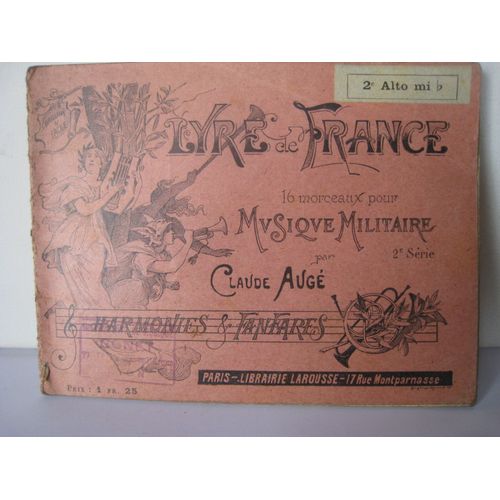 2e Alto mi ♭
LYRE de FRANCE
16 morceaux pour
MVSIQVE MILITAIRE
2e Série
par
CLAUDE AUGÉ
HARMONIES & FANFARES
PARIS–LIBRAIRIE LAROUSSE–17 Rue Montparnasse
PRIX : 1 FR. 25